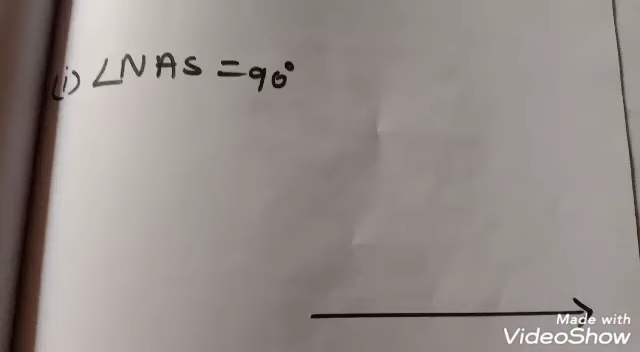 (i) ∠NAS = 90°
Made with
VideoShow